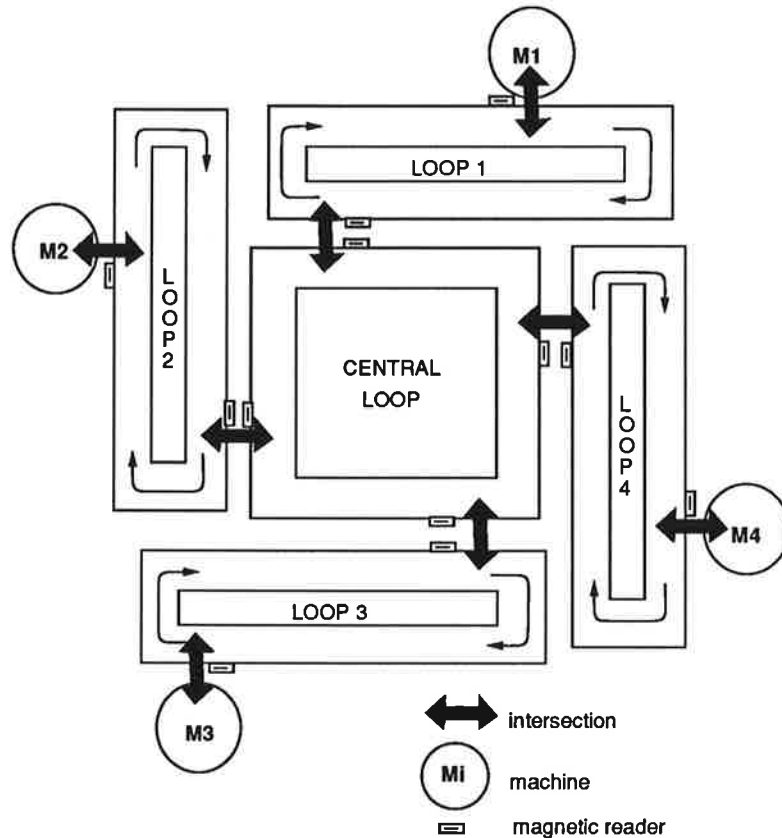 M1
LOOP 1
M2
L
O
O
P
2
CENTRAL
LOOP
L
O
O
P
4
M4
LOOP 3
M3
intersection
Mi
machine
magnetic reader